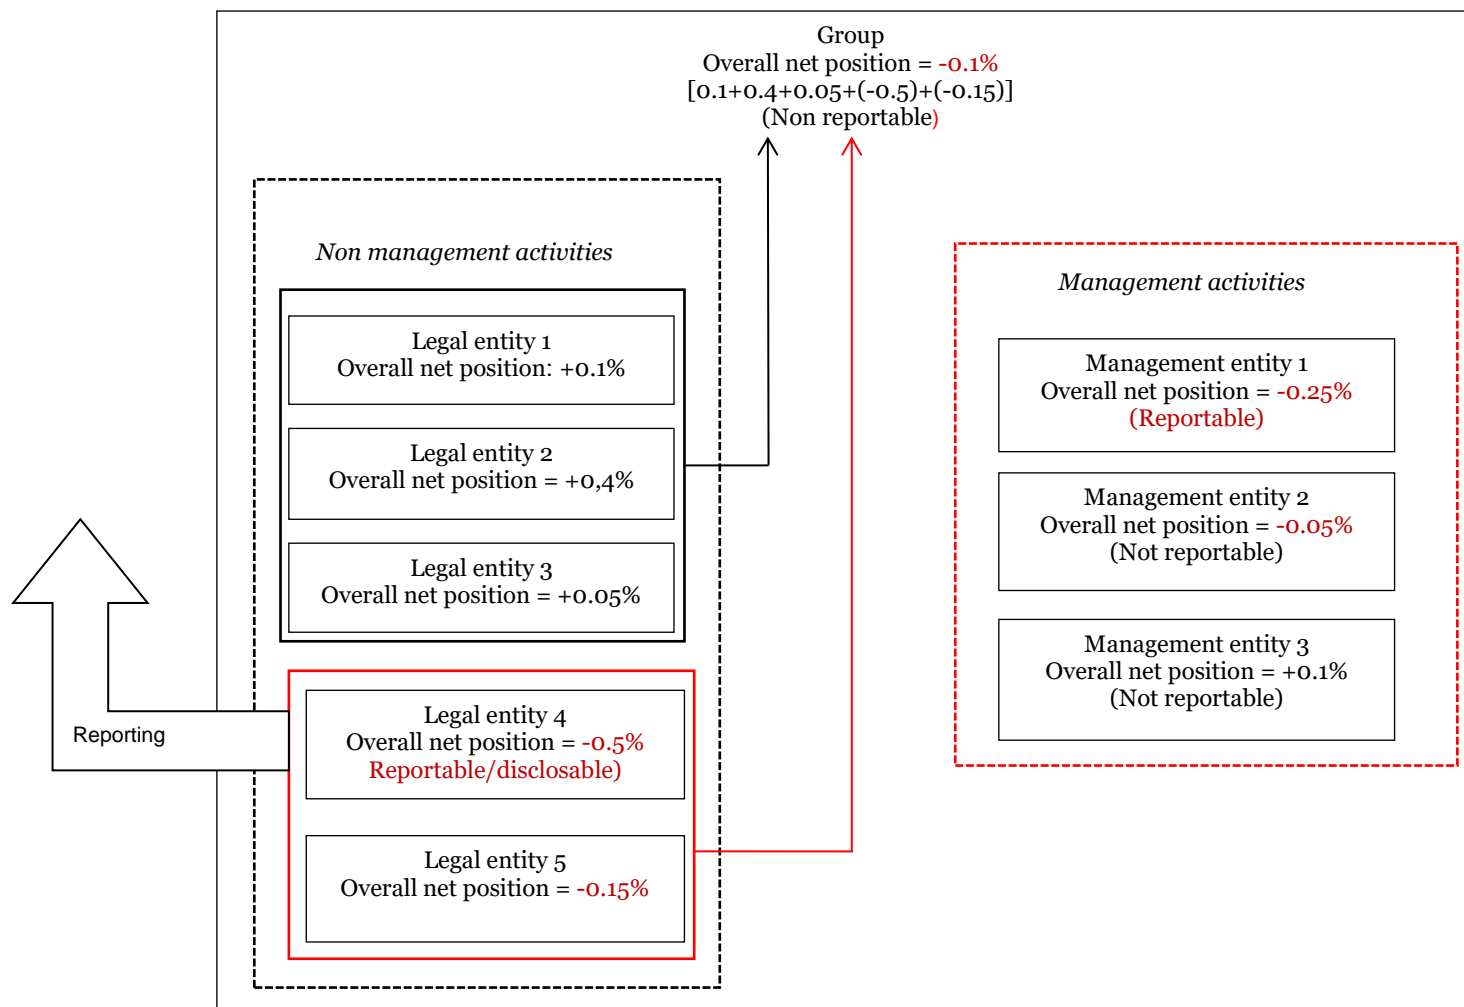 Group
Overall net position = -0.1%
[0.1+0.4+0.05+(-0.5)+(-0.15)]
(Non reportable)
Non management activities
Legal entity 1
Overall net position: +0.1%
Legal entity 2
Overall net position = +0,4%
Legal entity 3
Overall net position = +0.05%
Reporting
Legal entity 4
Overall net position = -0.5%
Reportable/disclosable)
Legal entity 5
Overall net position = -0.15%
Management activities
Management entity 1
Overall net position = -0.25%
(Reportable)
Management entity 2
Overall net position = -0.05%
(Not reportable)
Management entity 3
Overall net position = +0.1%
(Not reportable)